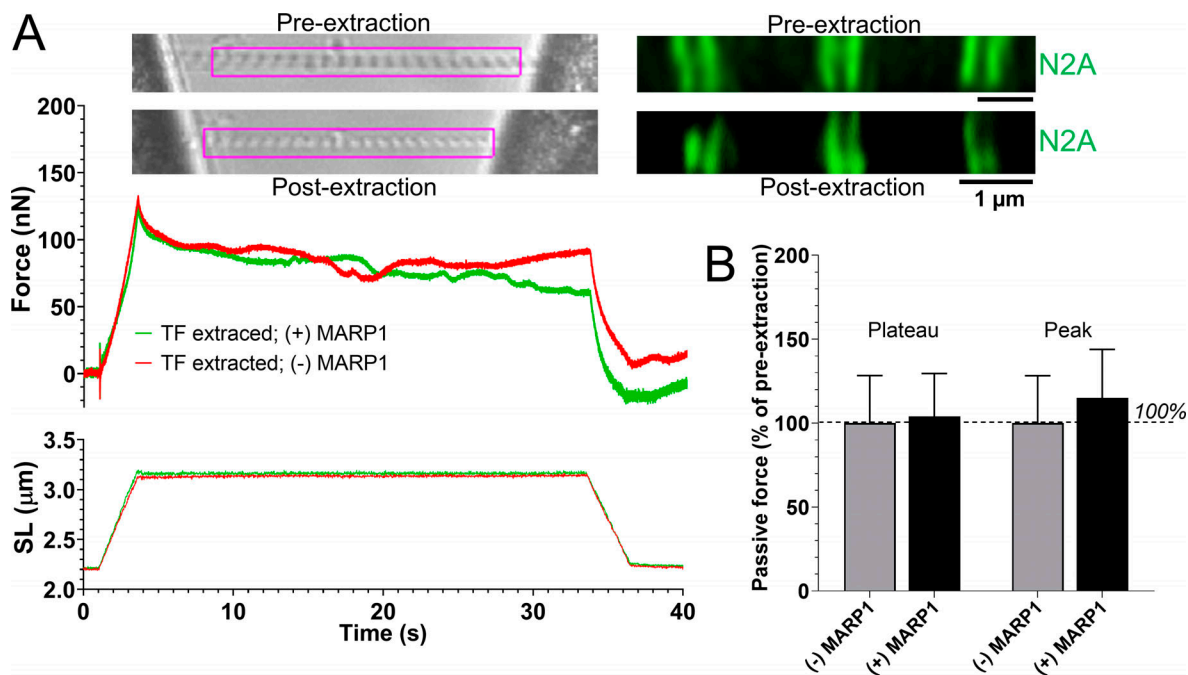 A
Pre-extraction
Post-extraction
Pre-extraction
N2A
N2A
Post-extraction
1 µm
200
150
100
50
0
Force (nN)
TF extraced; (+) MARP1
TF extracted; (-) MARP1
3.5
3.0
2.5
2.0
SL (µm)
0
10
20
30
40
Time (s)
B
Passive force (% of pre-extraction)
200
150
100
50
0
Plateau
Peak
100%
(-) MARP1
(+) MARP1
(-) MARP1
(+) MARP1